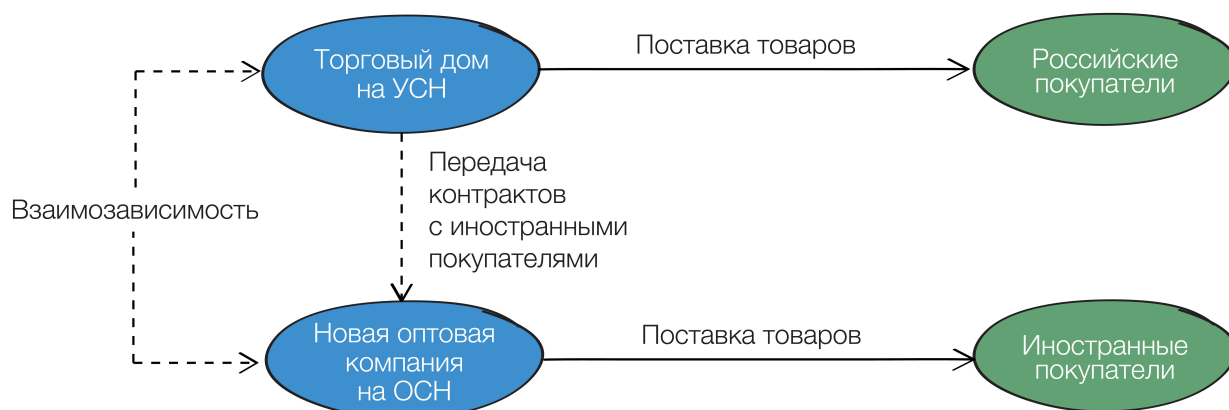 Торговый дом
на УСН
Поставка товаров
Российские
покупатели
Передача
контрактов
с иностранными
покупателями
Взаимозависимость
Новая оптовая
компания
на ОСН
Поставка товаров
Иностранные
покупатели